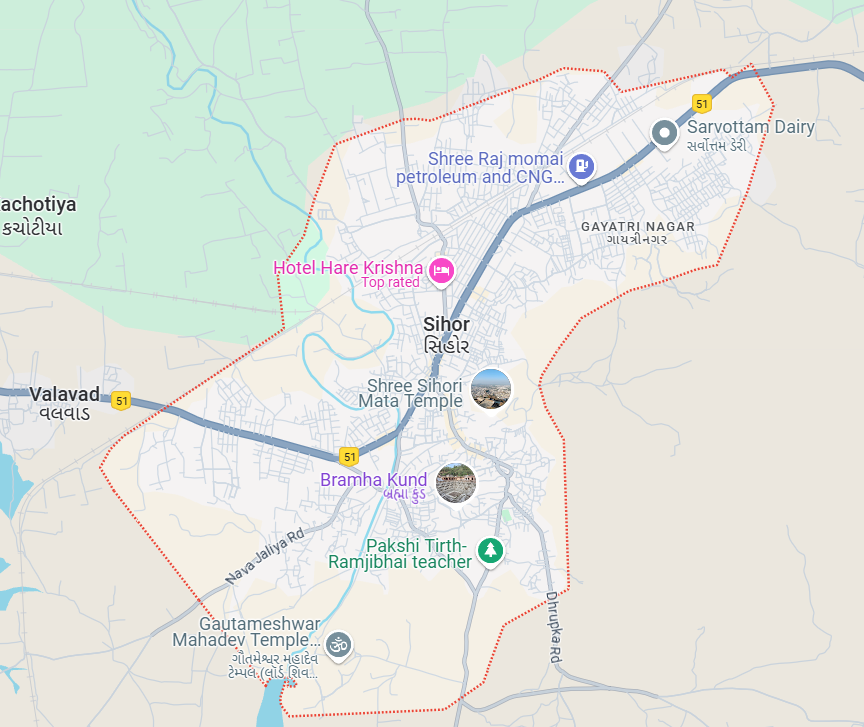 51
Sarvottam Dairy
સર્વોત્તમ ડેરી
Shree Raj momai
petroleum and CNG...
achotiya
કચોટીયા
GAYATRI NAGAR
ગાયત્રીનગર
Hotel Hare Krishna
Top rated
Sihor
સિહોર
Shree Sihori
Mata Temple
Valavad
વલવાડ
51
51
Bramha Kund
બ્રહ્મા કુંડ
Pakshi Tirth-
Ramjibhai teacher
Nava Jaliya Rd
Dhrupka Rd
Gautameshwar
Mahadev Temple...
ગૌતમેશ્વર મહાદેવ
ટેમ્પલ (લૉર્ડ શિવ...